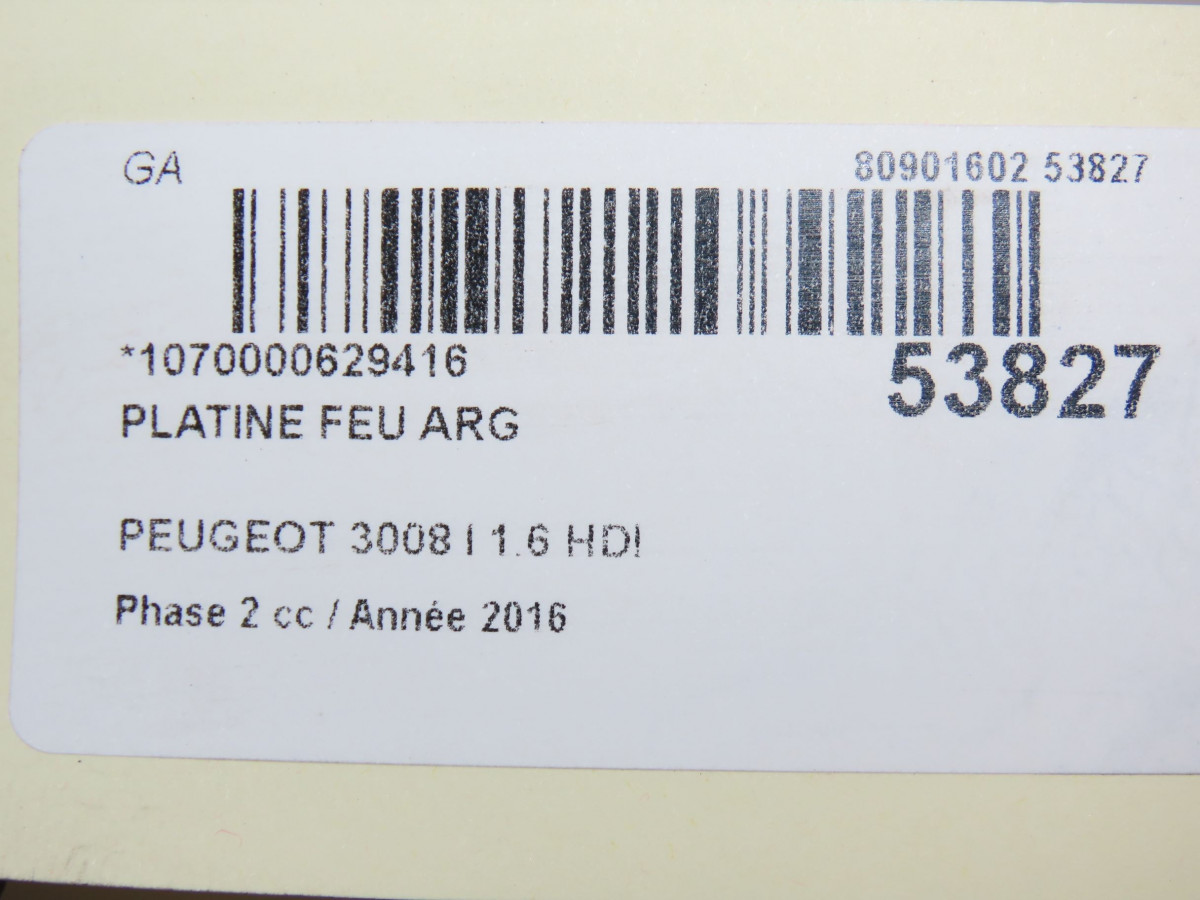 GA
80901602 53827
*1070000629416
53827
PLATINE FEU ARG
PEUGEOT 3008 I 1.6 HDI
Phase 2 cc / Année 2016